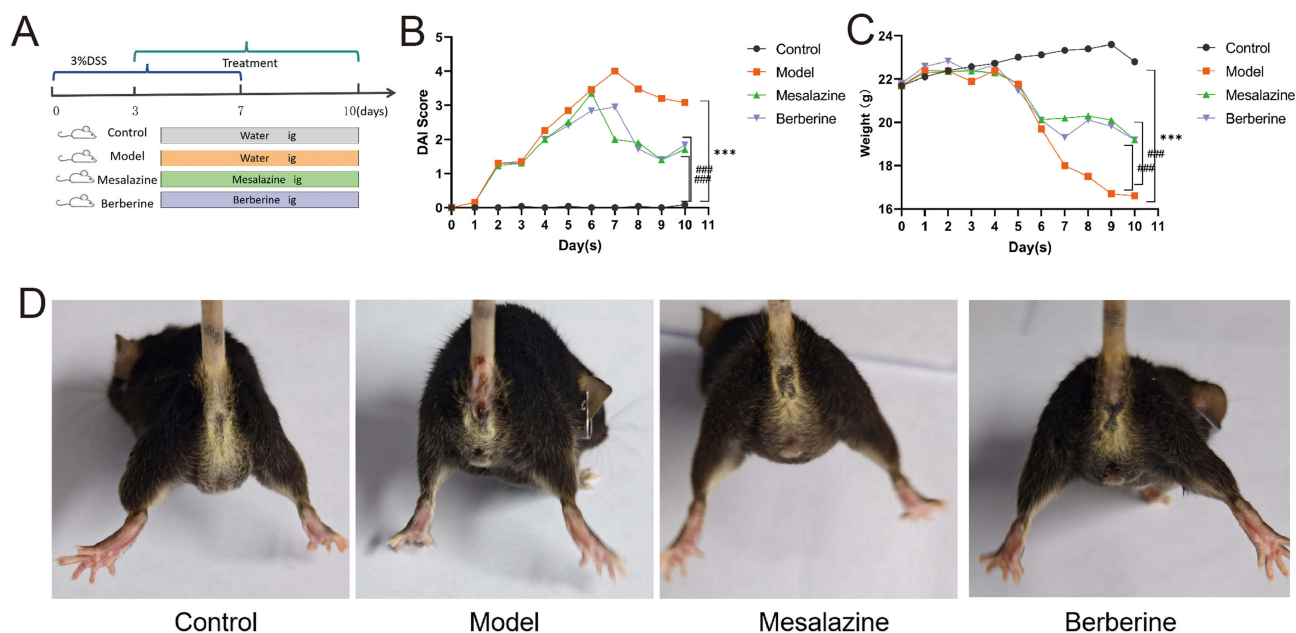 A
3%DSS
Treatment
0 3 7 10(days)
Control Water ig
Model Water ig
Mesalazine Mesalazine ig
Berberine Berberine ig
B
DAI Score
5
4
3
2
1
0
0 1 2 3 4 5 6 7 8 9 10 11
Day(s)
Control
Model
Mesalazine
Berberine
###
###
***
C
Weight (g)
24
22
20
18
16
0 1 2 3 4 5 6 7 8 9 10 11
Day(s)
Control
Model
Mesalazine
Berberine
***
###
###
D
Control Model Mesalazine Berberine